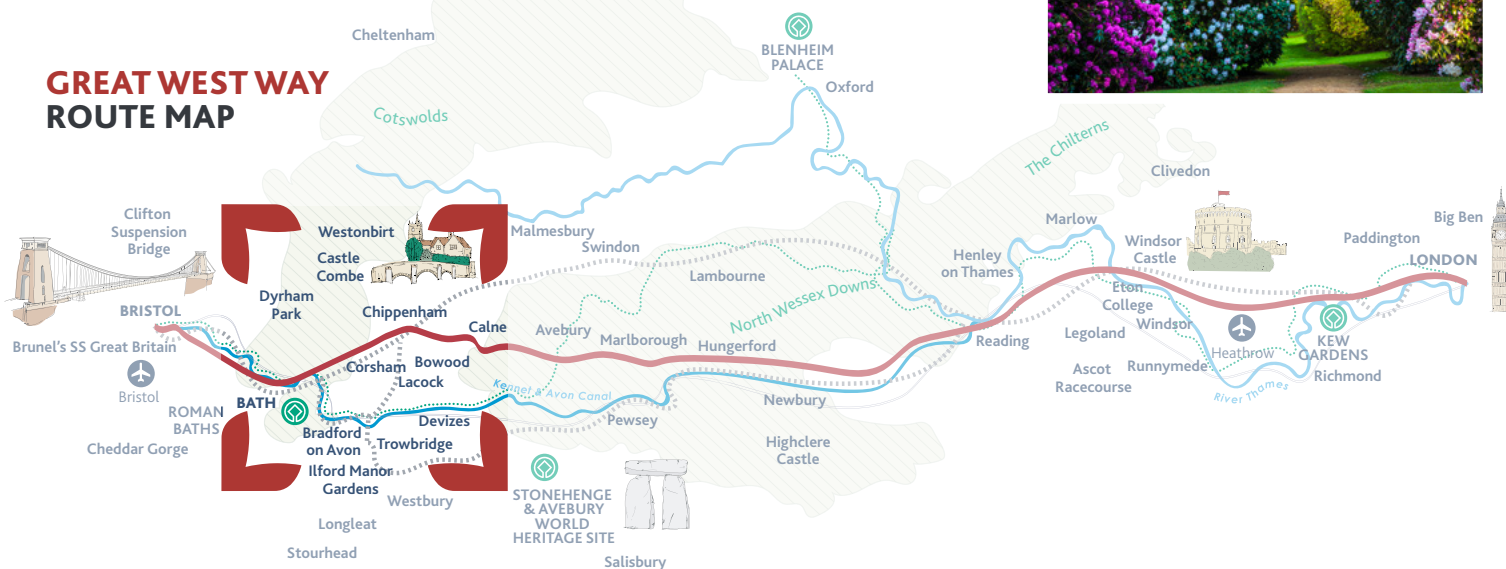 GREAT WEST WAY
ROUTE MAP
Cheltenham
Cotswolds
BLENHEIM
PALACE
Oxford
The Chilterns
Clivedon
Clifton
Suspension
Bridge
Westonbirt
Castle
Combe
Malmesbury
Swindon
Lambourne
Henley
on Thames
Marlow
Windsor
Castle
Paddington
Big Ben
LONDON
Dyrham
Park
BRISTOL
Chippenham
Calne
Avebury
Marlborough
Hungerford
North Wessex Downs
Reading
Eton
College
Windsor
Legoland
Heathrow
KEW
GARDENS
Richmond
Brunel's SS Great Britain
Bristol
Corsham
Bowood
Lacock
Kennet & Avon Canal
Newbury
Ascot
Racecourse
Runnymede
River Thames
BATH
ROMAN
BATHS
Cheddar Gorge
Bradford
on Avon
Devizes
Trowbridge
Pewsey
Highclere
Castle
Ilford Manor
Gardens
Westbury
Longleat
Stourhead
STONEHENGE
& AVEBURY
WORLD
HERITAGE SITE
Salisbury